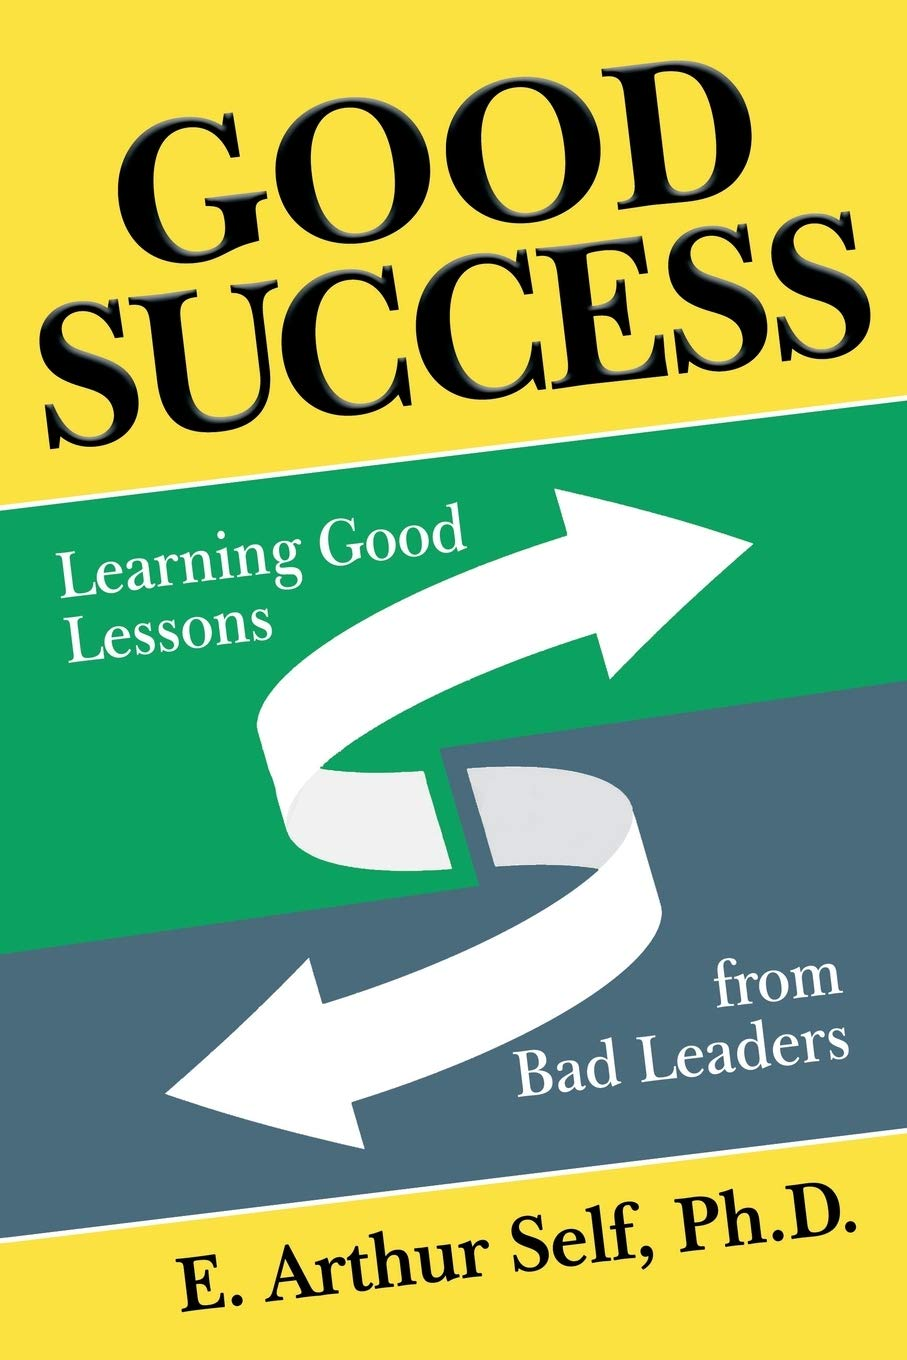 GOOD
SUCCESS
Learning Good
Lessons
from
Bad Leaders
E. Arthur Self, Ph.D.